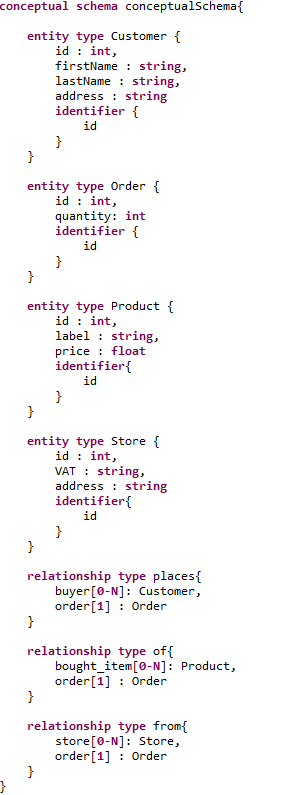 conceptual schema conceptualSchema{
entity type Customer {
id : int,
firstName : string,
lastName : string,
address : string
identifier {
id
}
}
entity type Order {
id : int,
quantity: int
identifier {
id
}
}
entity type Product {
id : int,
label : string,
price : float
identifier{
id
}
}
entity type Store {
id : int,
VAT : string,
address : string
identifier{
id
}
}
relationship type places{
buyer[0-N]: Customer,
order[1] : Order
}
relationship type of{
bought_item[0-N]: Product,
order[1] : Order
}
relationship type from{
store[0-N]: Store,
order[1] : Order
}
}